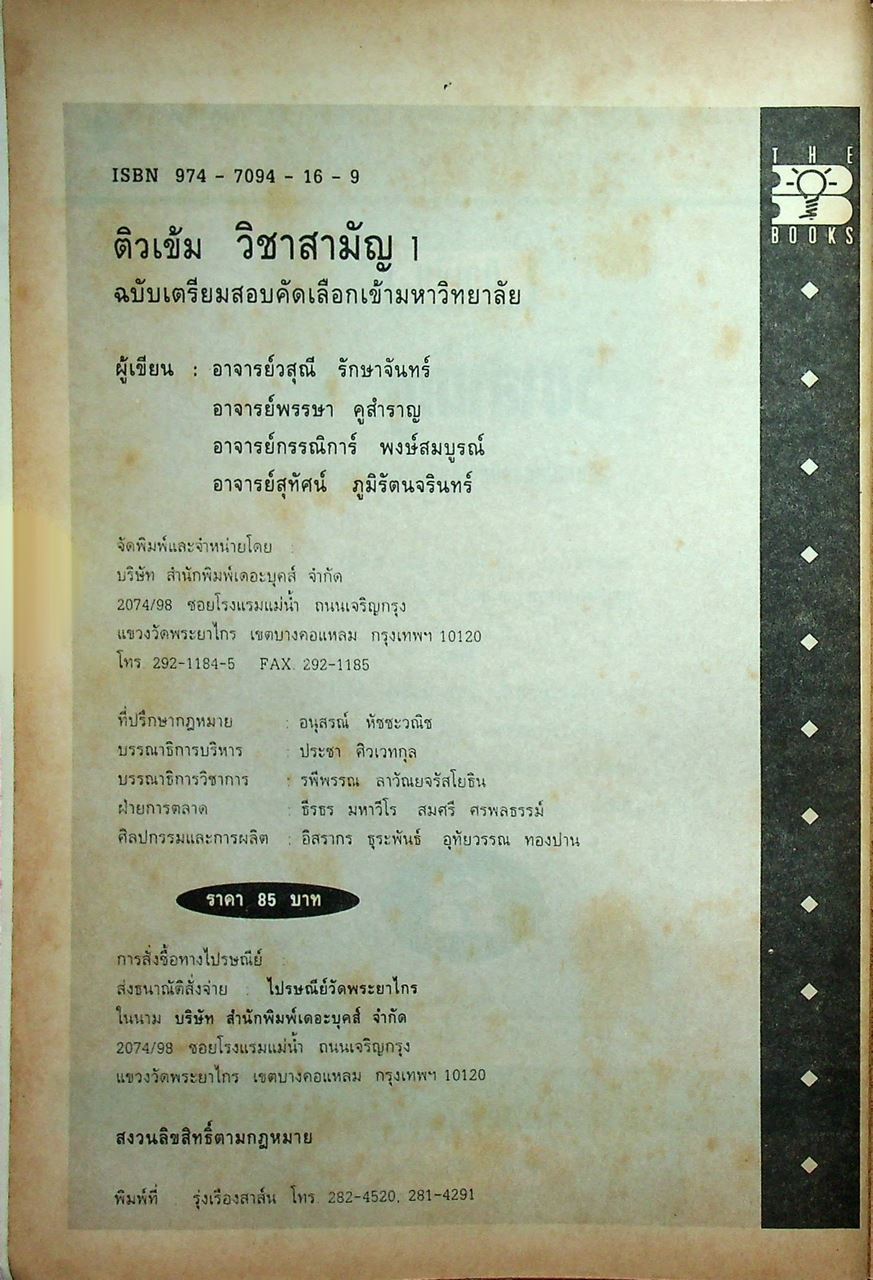 THE
BOOKS
ISBN 974 - 7094 - 16 - 9
ติวเข้ม วิชาสามัญ 1
ฉบับเตรียมสอบคัดเลือกเข้ามหาวิทยาลัย
ผู้เขียน : อาจารย์วสุณี รักษาจันทร์
อาจารย์พรรษา คูสำราญ
อาจารย์กรรณิการ์ พงษ์สมบูรณ์
อาจารย์สุทัศน์ ภูมิรัตนจรินทร์
จัดพิมพ์และจำหน่ายโดย :
บริษัท สำนักพิมพ์เดอะบุคส์ จำกัด
2074/98 ซอยโรงแรมแม่น้ำ ถนนเจริญกรุง
แขวงวัดพระยาไกร เขตบางคอแหลม กรุงเทพฯ 10120
โทร. 292-1184-5 FAX. 292-1185
ที่ปรึกษากฎหมาย : อนุสรณ์ หัชชะวณิช
บรรณาธิการบริหาร : ประชา ศิวเวทกุล
บรรณาธิการวิชาการ : รพีพรรณ ลาวัณยจรัสโยธิน
ฝ่ายการตลาด : ธีรธร มหาวีโร สมศรี ศรพลธรรม์
ศิลปกรรมและการผลิต : อิสรากร ธุระพันธ์ อุทัยวรรณ ทองปาน
ราคา 85 บาท
การสั่งซื้อทางไปรษณีย์ :
ส่งธนาณัติสั่งจ่าย : ไปรษณีย์วัดพระยาไกร
ในนาม บริษัท สำนักพิมพ์เดอะบุคส์ จำกัด
2074/98 ซอยโรงแรมแม่น้ำ ถนนเจริญกรุง
แขวงวัดพระยาไกร เขตบางคอแหลม กรุงเทพฯ 10120
สงวนลิขสิทธิ์ตามกฎหมาย
พิมพ์ที่ : รุ่งเรืองสาส์น โทร. 282-4520, 281-4291